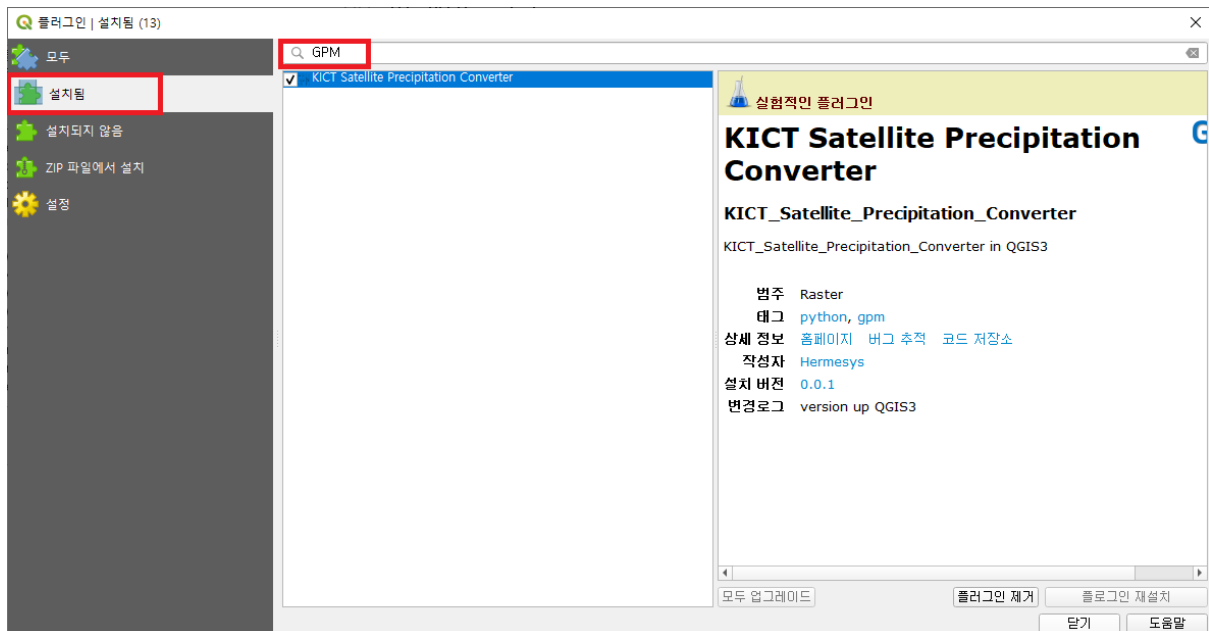 플러그인 | 설치됨 (13)
모두
설치됨
설치되지 않음
ZIP 파일에서 설치
설정
GPM
KICT Satellite Precipitation Converter
실험적인 플러그인
KICT Satellite Precipitation
Converter
KICT_Satellite_Precipitation_Converter
KICT_Satellite_Precipitation_Converter in QGIS3
범주 Raster
태그 python, gpm
상세 정보 홈페이지 버그 추적 코드 저장소
작성자 Hermesys
설치 버전 0.0.1
변경로그 version up QGIS3
모두 업그레이드 플러그인 제거 플로그인 재설치
닫기 도움말